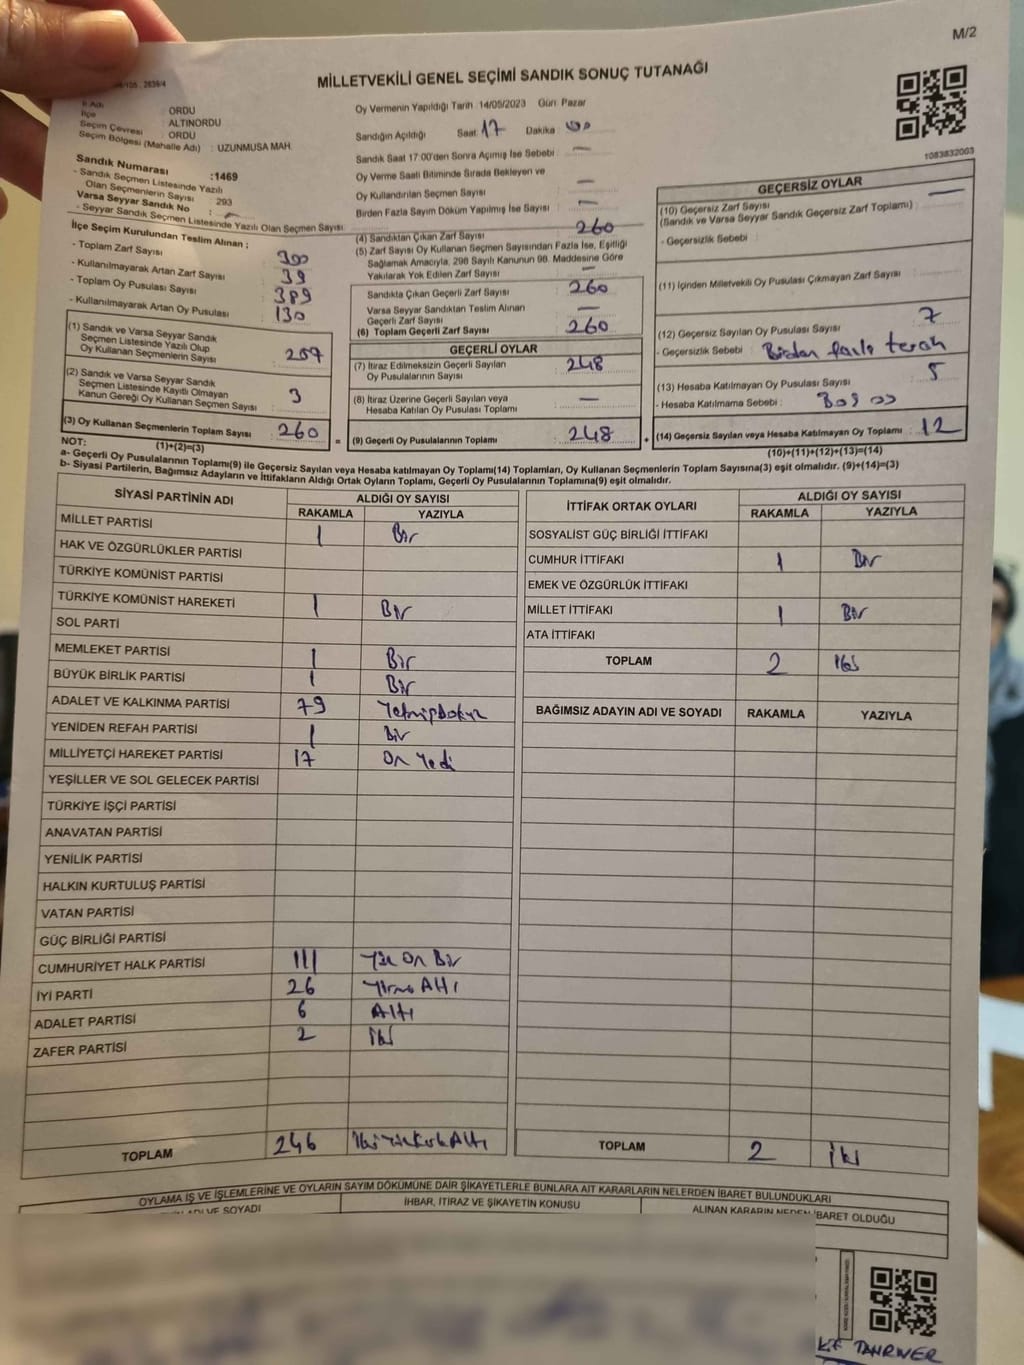 M/2
MİLLETVEKİLİ GENEL SEÇİMİ SANDIK SONUÇ TUTANAĞI
İl Adı : ORDU
İlçe : ALTINORDU
Seçim Çevresi : ORDU
Seçim Bölgesi (Mahalle Adı) : UZUNMUSA MAH.
Sandık Numarası :1469
- Sandık Seçmen Listesinde Yazılı
Olan Seçmenlerin Sayısı : 293
Varsa Seyyar Sandık No : -
- Seyyar Sandık Seçmen Listesinde Yazılı Olan Seçmen Sayısı :
İlçe Seçim Kurulundan Teslim Alınan ;
- Toplam Zarf Sayısı : 300
- Kullanılmayarak Artan Zarf Sayısı : 39
- Toplam Oy Pusulası Sayısı : 389
- Kullanılmayarak Artan Oy Pusulası : 130
(1) Sandık ve Varsa Seyyar Sandık
Seçmen Listesinde Yazılı Olup
Oy Kullanan Seçmenlerin Sayısı : 257
(2) Sandık ve Varsa Seyyar Sandık
Seçmen Listesinde Kayıtlı Olmayan
Kanun Gereği Oy Kullanan Seçmen Sayısı : 3
(3) Oy Kullanan Seçmenlerin Toplam Sayısı : 260
Oy Vermenin Yapıldığı Tarih : 14/05/2023 Gün: Pazar
Sandığın Açıldığı Saat: 17 Dakika : 00
Sandık Saat 17:00'den Sonra Açımış İse Sebebi : -
Oy Verme Saati Bitiminde Sırada Bekleyen ve
Oy Kullandırılan Seçmen Sayısı : -
Birden Fazla Sayım Döküm Yapılmış İse Sayısı : -
(4) Sandıktan Çıkan Zarf Sayısı : 260
(5) Zarf Sayısı Oy Kullanan Seçmen Sayısından Fazla İse, Eşitliği
Sağlamak Amacıyla, 298 Sayılı Kanunun 98. Maddesine Göre
Yakılarak Yok Edilen Zarf Sayısı : -
Sandıkta Çıkan Geçerli Zarf Sayısı : 260
Varsa Seyyar Sandıktan Teslim Alınan
Geçerli Zarf Sayısı : -
(6) Toplam Geçerli Zarf Sayısı : 260
GEÇERLİ OYLAR
(7) İtiraz Edilmeksizin Geçerli Sayılan
Oy Pusulalarının Sayısı : 248
(8) İtiraz Üzerine Geçerli Sayılan veya
Hesaba Katılan Oy Pusulası Toplamı : -
= (9) Geçerli Oy Pusulalarının Toplamı : 248
1083832003
GEÇERSİZ OYLAR
(10) Geçersiz Zarf Sayısı : -
(Sandık ve Varsa Seyyar Sandık Geçersiz Zarf Toplamı)
- Geçersizlik Sebebi :
(11) İçinden Milletvekili Oy Pusulası Çıkmayan Zarf Sayısı :
(12) Geçersiz Sayılan Oy Pusulası Sayısı : 7
- Geçersizlik Sebebi : Birden fazla tercih
(13) Hesaba Katılmayan Oy Pusulası Sayısı : 5
- Hesaba Katılmama Sebebi :
+ (14) Geçersiz Sayılan veya Hesaba Katılmayan Oy Toplamı : 12
NOT: (1)+(2)=(3)
(10)+(11)+(12)+(13)=(14)
a- Geçerli Oy Pusulalarının Toplamı(9) ile Geçersiz Sayılan veya Hesaba katılmayan Oy Toplamı(14) Toplamları, Oy Kullanan Seçmenlerin Toplam Sayısına(3) eşit olmalıdır. (9)+(14)=(3)
b- Siyasi Partilerin, Bağımsız Adayların ve İttifakların Aldığı Ortak Oyların Toplamı, Geçerli Oy Pusulalarının Toplamına(9) eşit olmalıdır.
SİYASİ PARTİNİN ADI ALDIĞI OY SAYISI
RAKAMLA YAZIYLA
MİLLET PARTİSİ 1 Bir
HAK VE ÖZGÜRLÜKLER PARTİSİ
TÜRKİYE KOMÜNİST PARTİSİ
TÜRKİYE KOMÜNİST HAREKETİ 1 Bir
SOL PARTİ
MEMLEKET PARTİSİ 1 Bir
BÜYÜK BİRLİK PARTİSİ 1 Bir
ADALET VE KALKINMA PARTİSİ 79 Yetmişdokuz
YENİDEN REFAH PARTİSİ 1 Bir
MİLLİYETÇİ HAREKET PARTİSİ 17 On Yedi
YEŞİLLER VE SOL GELECEK PARTİSİ
TÜRKİYE İŞÇİ PARTİSİ
ANAVATAN PARTİSİ
YENİLİK PARTİSİ
HALKIN KURTULUŞ PARTİSİ
VATAN PARTİSİ
GÜÇ BİRLİĞİ PARTİSİ
CUMHURİYET HALK PARTİSİ 111 Yüz On Bir
İYİ PARTİ 26 Yirmi Altı
ADALET PARTİSİ 6 Altı
ZAFER PARTİSİ 2 İki
TOPLAM 246 İkiYüzKırkAltı
İTTİFAK ORTAK OYLARI ALDIĞI OY SAYISI
RAKAMLA YAZIYLA
SOSYALİST GÜÇ BİRLİĞİ İTTİFAKI
CUMHUR İTTİFAKI 1 Bir
EMEK VE ÖZGÜRLÜK İTTİFAKI
MİLLET İTTİFAKI 1 Bir
ATA İTTİFAKI
TOPLAM 2 İki
BAĞIMSIZ ADAYIN ADI VE SOYADI RAKAMLA YAZIYLA
TOPLAM 2 İki
OYLAMA İŞ VE İŞLEMLERİNE VE OYLARIN SAYIM DÖKÜMÜNE DAİR ŞİKAYETLERLE BUNLARA AİT KARARLARIN NELERDEN İBARET BULUNDUKLARI
ADI VE SOYADI İHBAR, İTİRAZ VE ŞİKAYETİN KONUSU ALINAN KARARIN NEDEN İBARET OLDUĞU